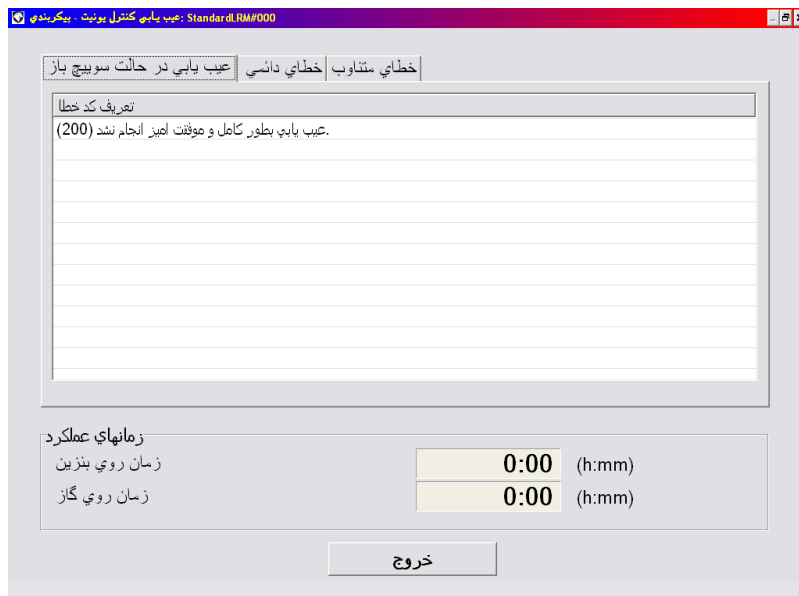 عيب يابي كنترل يونيت - پيکربندي :StandardLRM#000
عيب يابي در حالت سوييچ باز
خطاي دائمي
خطاي متناوب
تعريف كد خطا
عيب يابي بطور كامل و موفقت اميز انجام نشد (200).
زمانهاي عملكرد
زمان روي بنزين 0:00 (h:mm)
زمان روي گاز 0:00 (h:mm)
خروج